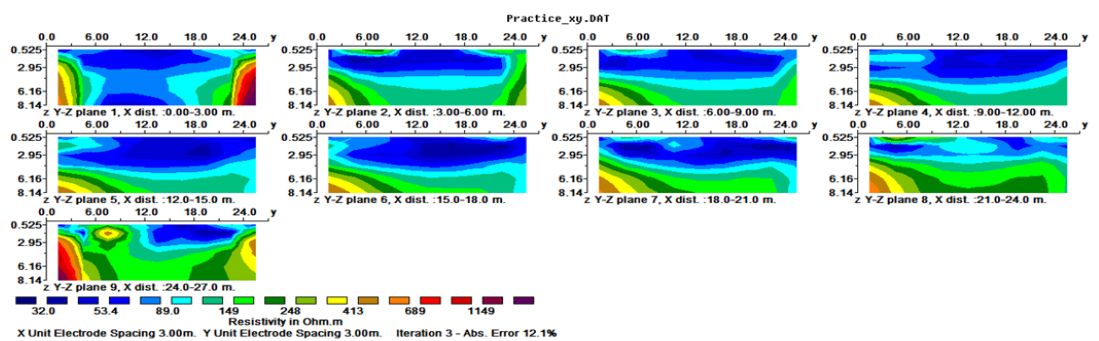 Practice_xy.DAT
0.0 6.00 12.0 18.0 24.0 y 0.0 6.00 12.0 18.0 24.0 y 0.0 6.00 12.0 18.0 24.0 y 0.0 6.00 12.0 18.0 24.0 y
0.525 0.525 0.525 0.525
2.95 2.95 2.95 2.95
6.16 6.16 6.16 6.16
8.14 8.14 8.14 8.14
z Y-Z plane 1, X dist. :0.00-3.00 m. z Y-Z plane 2, X dist. :3.00-6.00 m. z Y-Z plane 3, X dist. :6.00-9.00 m. z Y-Z plane 4, X dist. :9.00-12.00 m.
0.0 6.00 12.0 18.0 24.0 y 0.0 6.00 12.0 18.0 24.0 y 0.0 6.00 12.0 18.0 24.0 y 0.0 6.00 12.0 18.0 24.0 y
0.525 0.525 0.525 0.525
2.95 2.95 2.95 2.95
6.16 6.16 6.16 6.16
8.14 8.14 8.14 8.14
z Y-Z plane 5, X dist. :12.0-15.0 m. z Y-Z plane 6, X dist. :15.0-18.0 m. z Y-Z plane 7, X dist. :18.0-21.0 m. z Y-Z plane 8, X dist. :21.0-24.0 m.
0.0 6.00 12.0 18.0 24.0 y
0.525
2.95
6.16
8.14
z Y-Z plane 9, X dist. :24.0-27.0 m.
32.0 53.4 89.0 149 248 413 689 1149
Resistivity in Ohm.m
X Unit Electrode Spacing 3.00m. Y Unit Electrode Spacing 3.00m. Iteration 3 - Abs. Error 12.1%